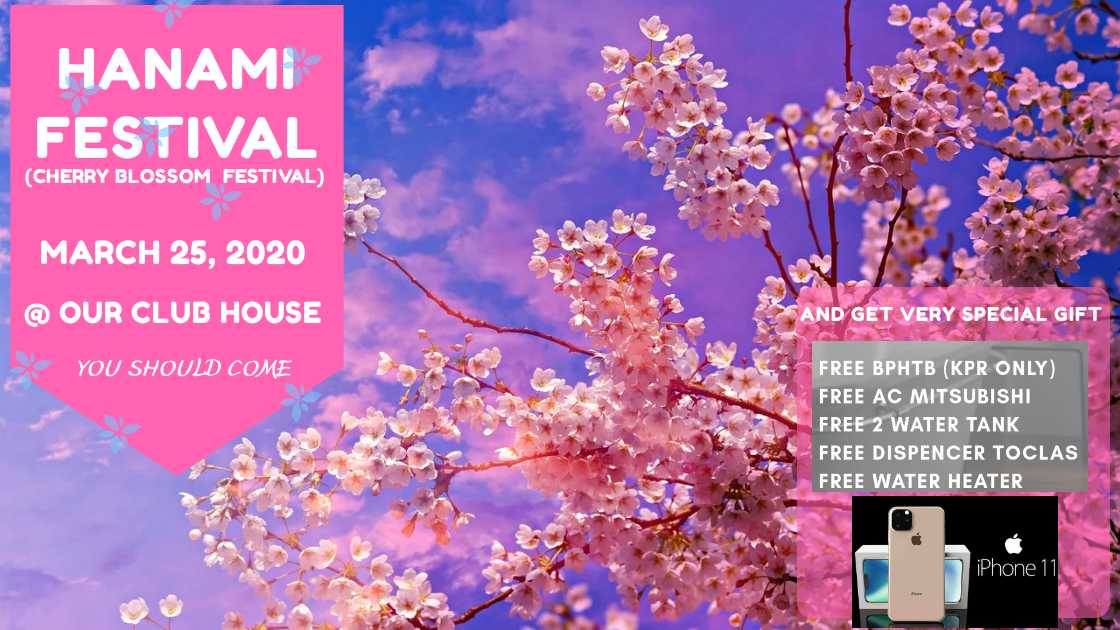 HANAMI
FESTIVAL
(CHERRY BLOSSOM FESTIVAL)
MARCH 25, 2020
@ OUR CLUB HOUSE
YOU SHOULD COME
AND GET VERY SPECIAL GIFT
FREE BPHTB (KPR ONLY)
FREE AC MITSUBISHI
FREE 2 WATER TANK
FREE DISPENCER TOCLAS
FREE WATER HEATER
iPhone 11